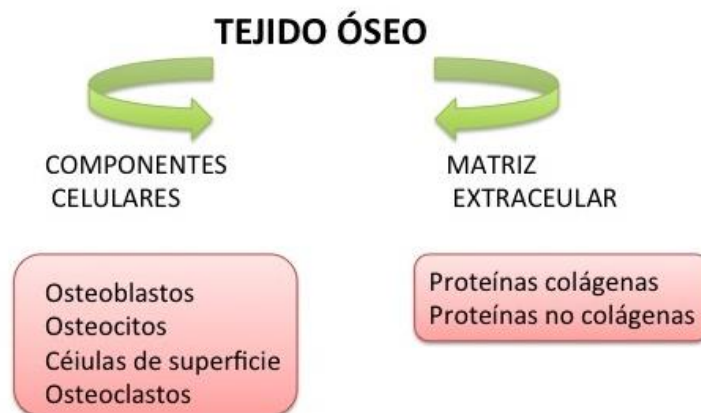 TEJIDO ÓSEO
COMPONENTES
CELULARES
MATRIZ
EXTRACEULAR
Osteoblastos
Osteocitos
Céiulas de superficie
Osteoclastos
Proteínas colágenas
Proteínas no colágenas